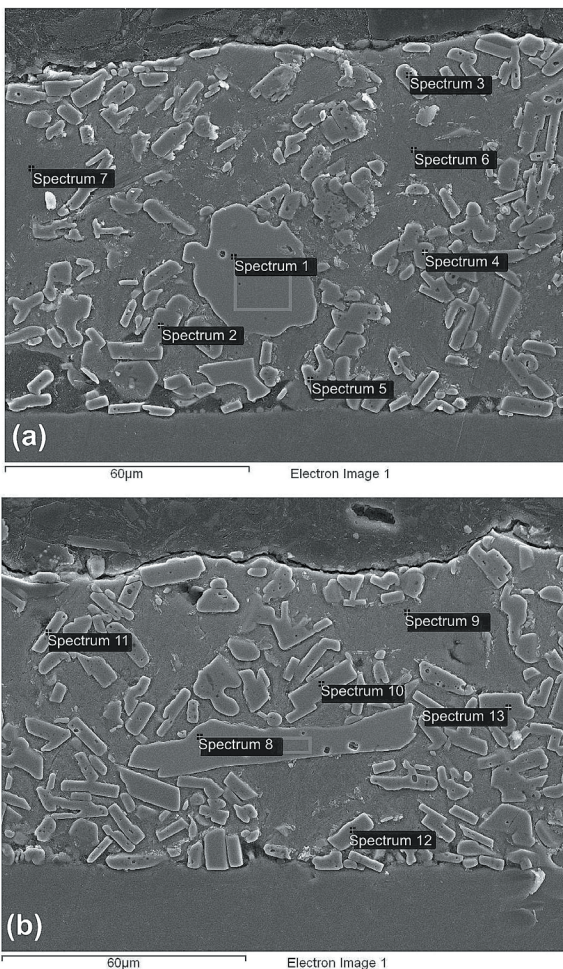 Spectrum 3
Spectrum 6
Spectrum 7
Spectrum 4
Spectrum 1
Spectrum 2
Spectrum 5
(a)
60µm
Electron Image 1
Spectrum 9
Spectrum 11
Spectrum 10
Spectrum 13
Spectrum 8
Spectrum 12
(b)
60µm
Electron Image 1